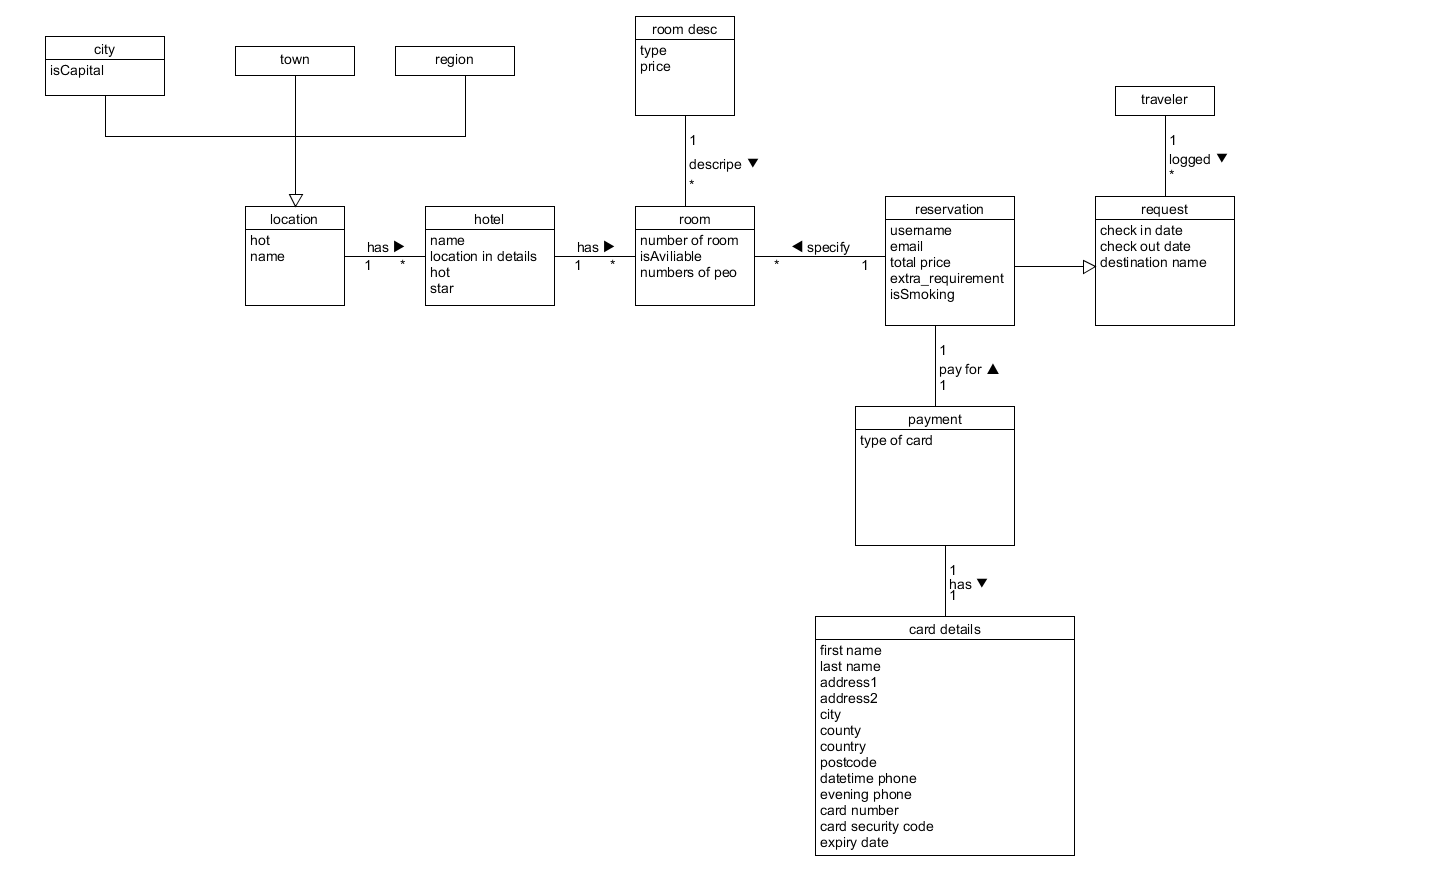 city
isCapital
town
region
room desc
type
price
traveler
1
descripe ▼
*
1
logged ▼
*
location
hot
name
has ▶
1 *
hotel
name
location in details
hot
star
has ▶
1 *
room
number of room
isAviliable
numbers of peo
◀ specify
* 1
reservation
username
email
total price
extra_requirement
isSmoking
request
check in date
check out date
destination name
1
pay for ▲
1
payment
type of card
1
has ▼
1
card details
first name
last name
address1
address2
city
county
country
postcode
datetime phone
evening phone
card number
card security code
expiry date